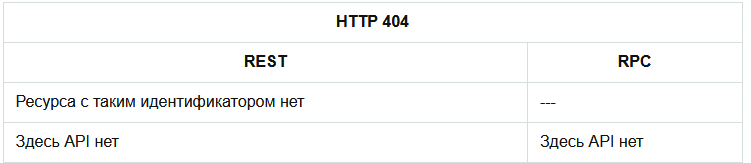 HTTP 404
REST RPC
Ресурса с таким идентификатором нет ---
Здесь API нет Здесь API нет